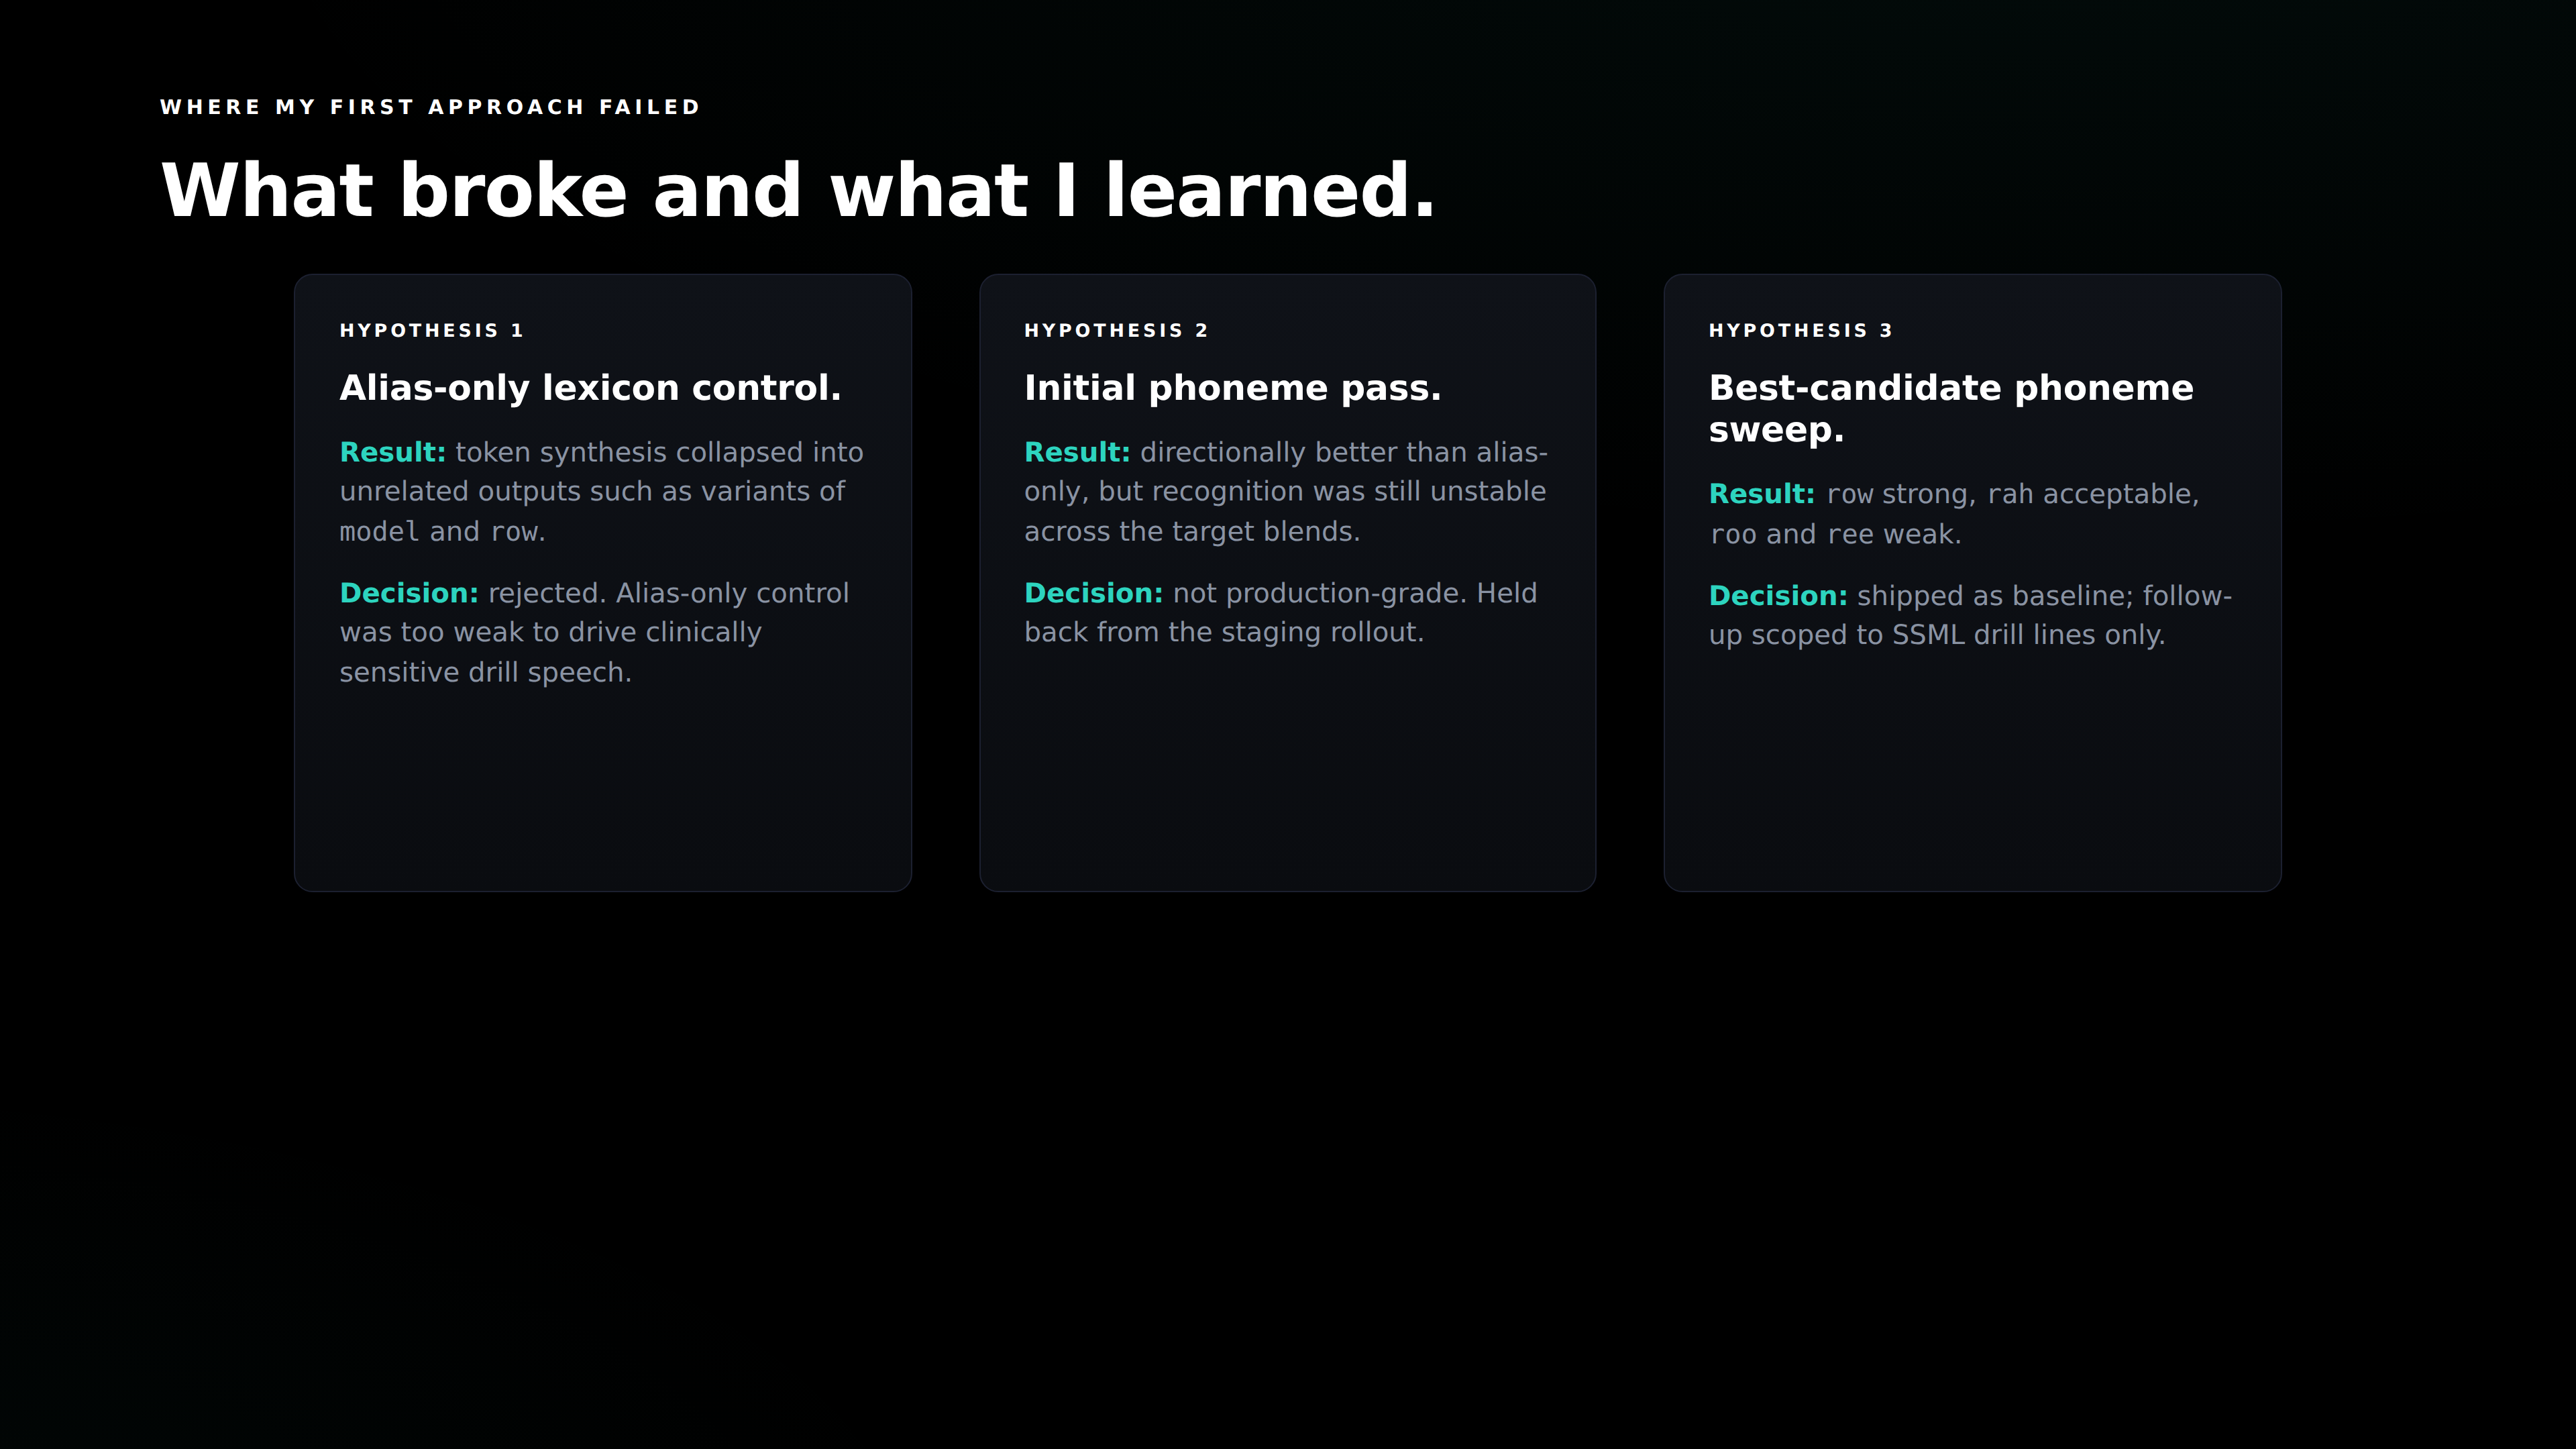 WHERE MY FIRST APPROACH FAILED
What broke and what I learned.
HYPOTHESIS 1
Alias-only lexicon control.
Result: token synthesis collapsed into
unrelated outputs such as variants of
model and row.
Decision: rejected. Alias-only control
was too weak to drive clinically
sensitive drill speech.
HYPOTHESIS 2
Initial phoneme pass.
Result: directionally better than alias-
only, but recognition was still unstable
across the target blends.
Decision: not production-grade. Held
back from the staging rollout.
HYPOTHESIS 3
Best-candidate phoneme
sweep.
Result: row strong, rah acceptable,
roo and ree weak.
Decision: shipped as baseline; follow-
up scoped to SSML drill lines only.